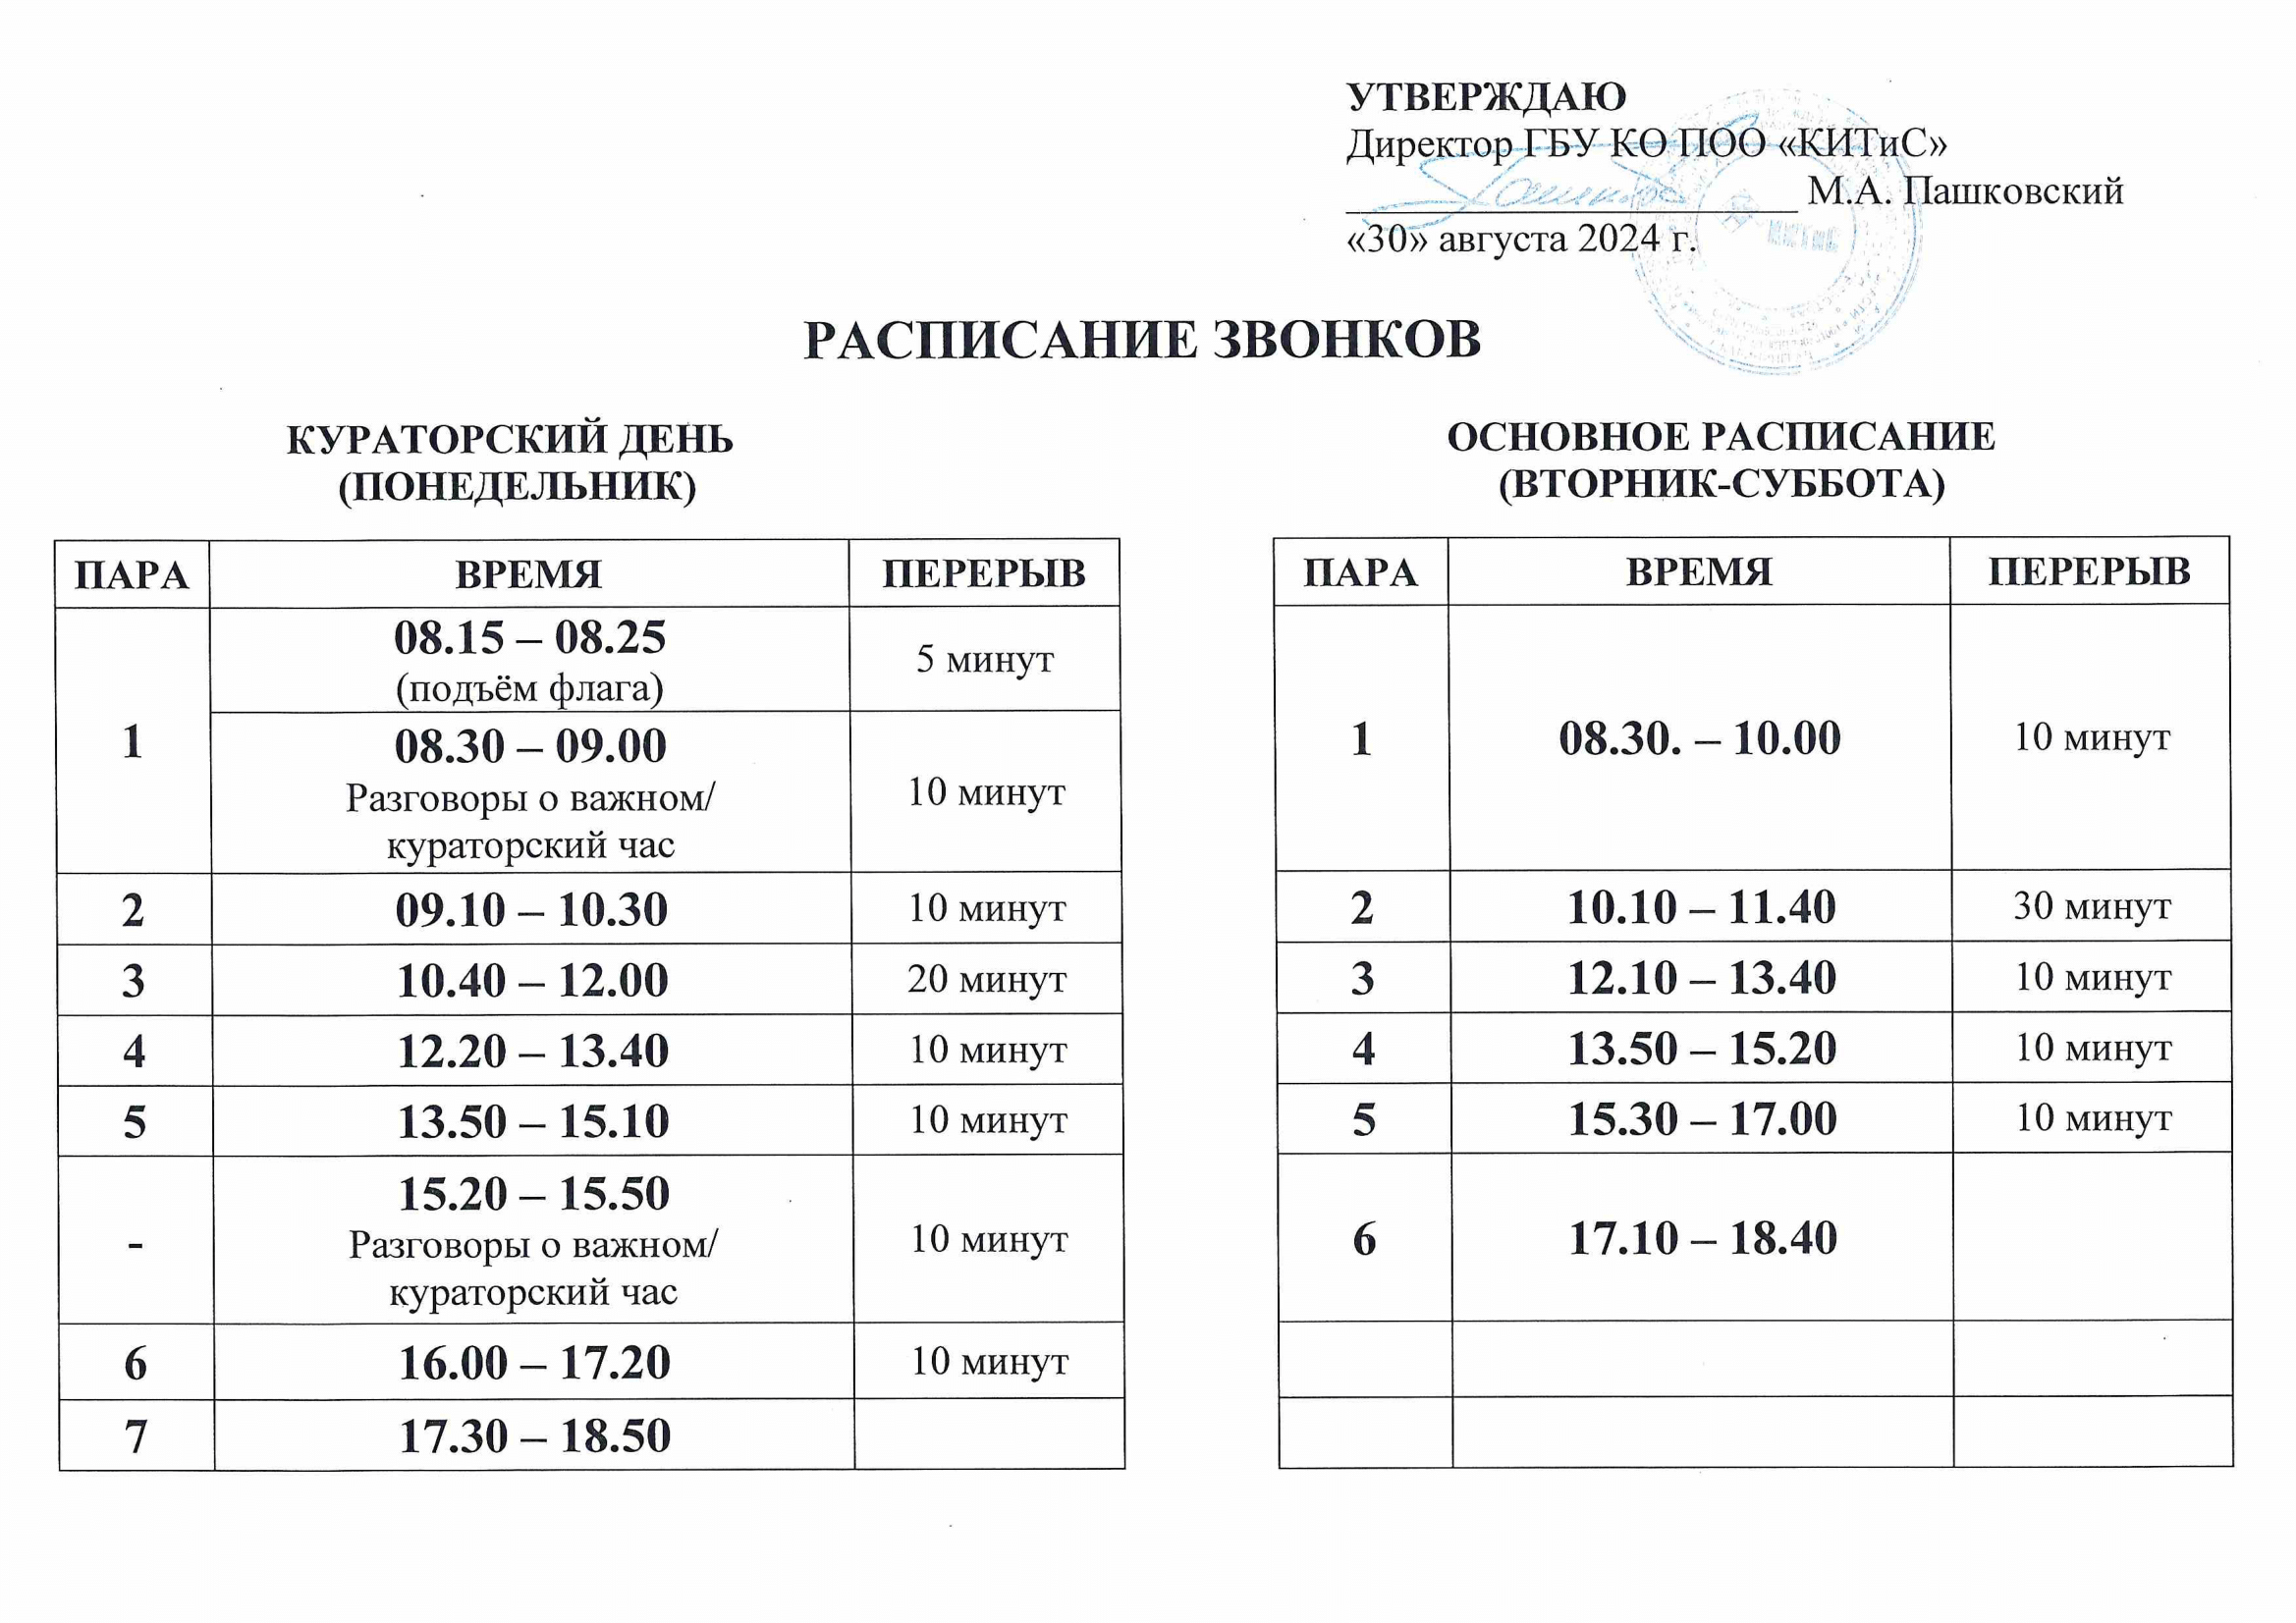 УТВЕРЖДАЮ
Директор ГБУ КО ПОО «КИТиС»
М.А. Пашковский
«30» августа 2024 г.
КИТиС
РАСПИСАНИЕ ЗВОНКОВ
КУРАТОРСКИЙ ДЕНЬ
(ПОНЕДЕЛЬНИК)
ПАРА ВРЕМЯ ПЕРЕРЫВ
1
08.15 – 08.25
(подъём флага)
5 минут
08.30 – 09.00
Разговоры о важном/
кураторский час
10 минут
2 09.10 – 10.30 10 минут
3 10.40 – 12.00 20 минут
4 12.20 – 13.40 10 минут
5 13.50 – 15.10 10 минут
-
15.20 – 15.50
Разговоры о важном/
кураторский час
10 минут
6 16.00 – 17.20 10 минут
7 17.30 – 18.50
ОСНОВНОЕ РАСПИСАНИЕ
(ВТОРНИК-СУББОТА)
ПАРА ВРЕМЯ ПЕРЕРЫВ
1 08.30. – 10.00 10 минут
2 10.10 – 11.40 30 минут
3 12.10 – 13.40 10 минут
4 13.50 – 15.20 10 минут
5 15.30 – 17.00 10 минут
6 17.10 – 18.40